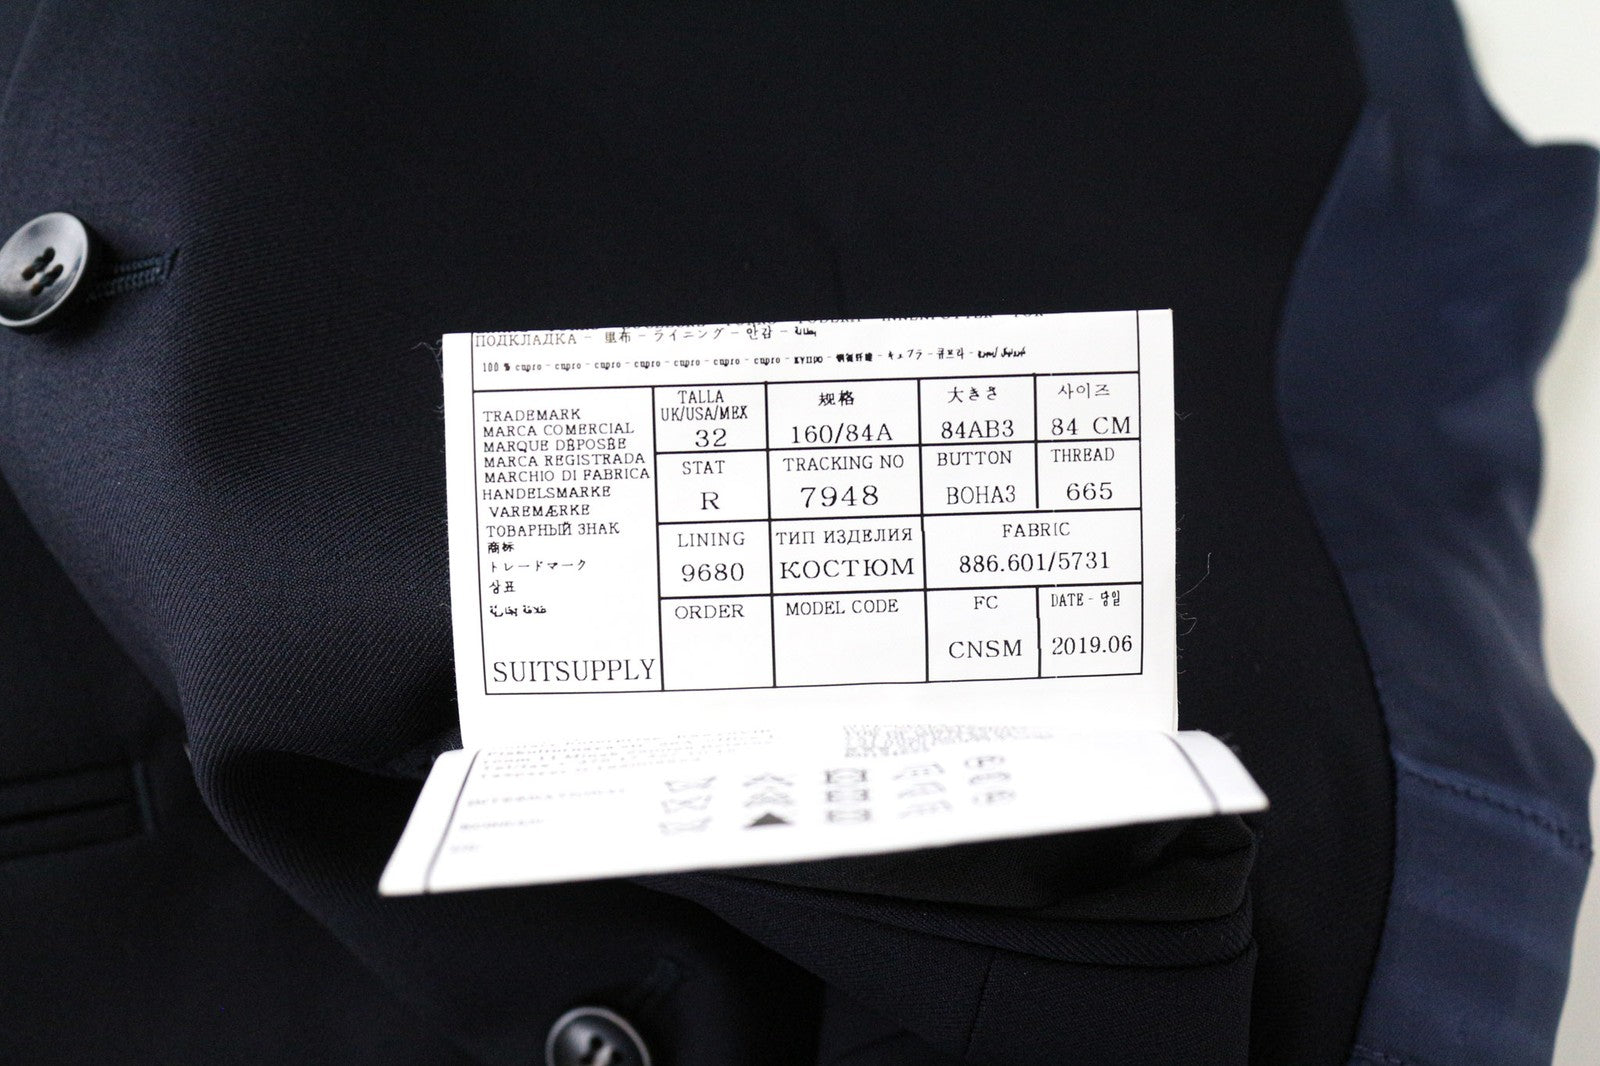 ПОДКЛАДКА - 里布 - ライニング - 안감 -
100 % cupro - cupro - cupro - cupro - cupro - cupro - cupro - купро - 铜氨纤维 - キュプラ - 큐프라 -
TRADEMARK
MARCA COMERCIAL
MARQUE DÈPOSÈE
MARCA REGISTRADA
MARCHIO DI FABRICA
HANDELSMARKE
VAREMÆRKE
ТОВАРНЫЙ ЗНАК
商标
トレードマーク
상표
SUITSUPPLY
TALLA
UK/USA/MEX
32
规格
160/84A
大きさ
84AB3
사이즈
84 CM
STAT
R
TRACKING NO
7948
BUTTON
BOHA3
THREAD
665
LINING
9680
ТИП ИЗДЕЛИЯ
КОСТЮМ
FABRIC
886.601/5731
ORDER
MODEL CODE
FC
CNSM
DATE - 당일
2019.06
INTERNATIONAL